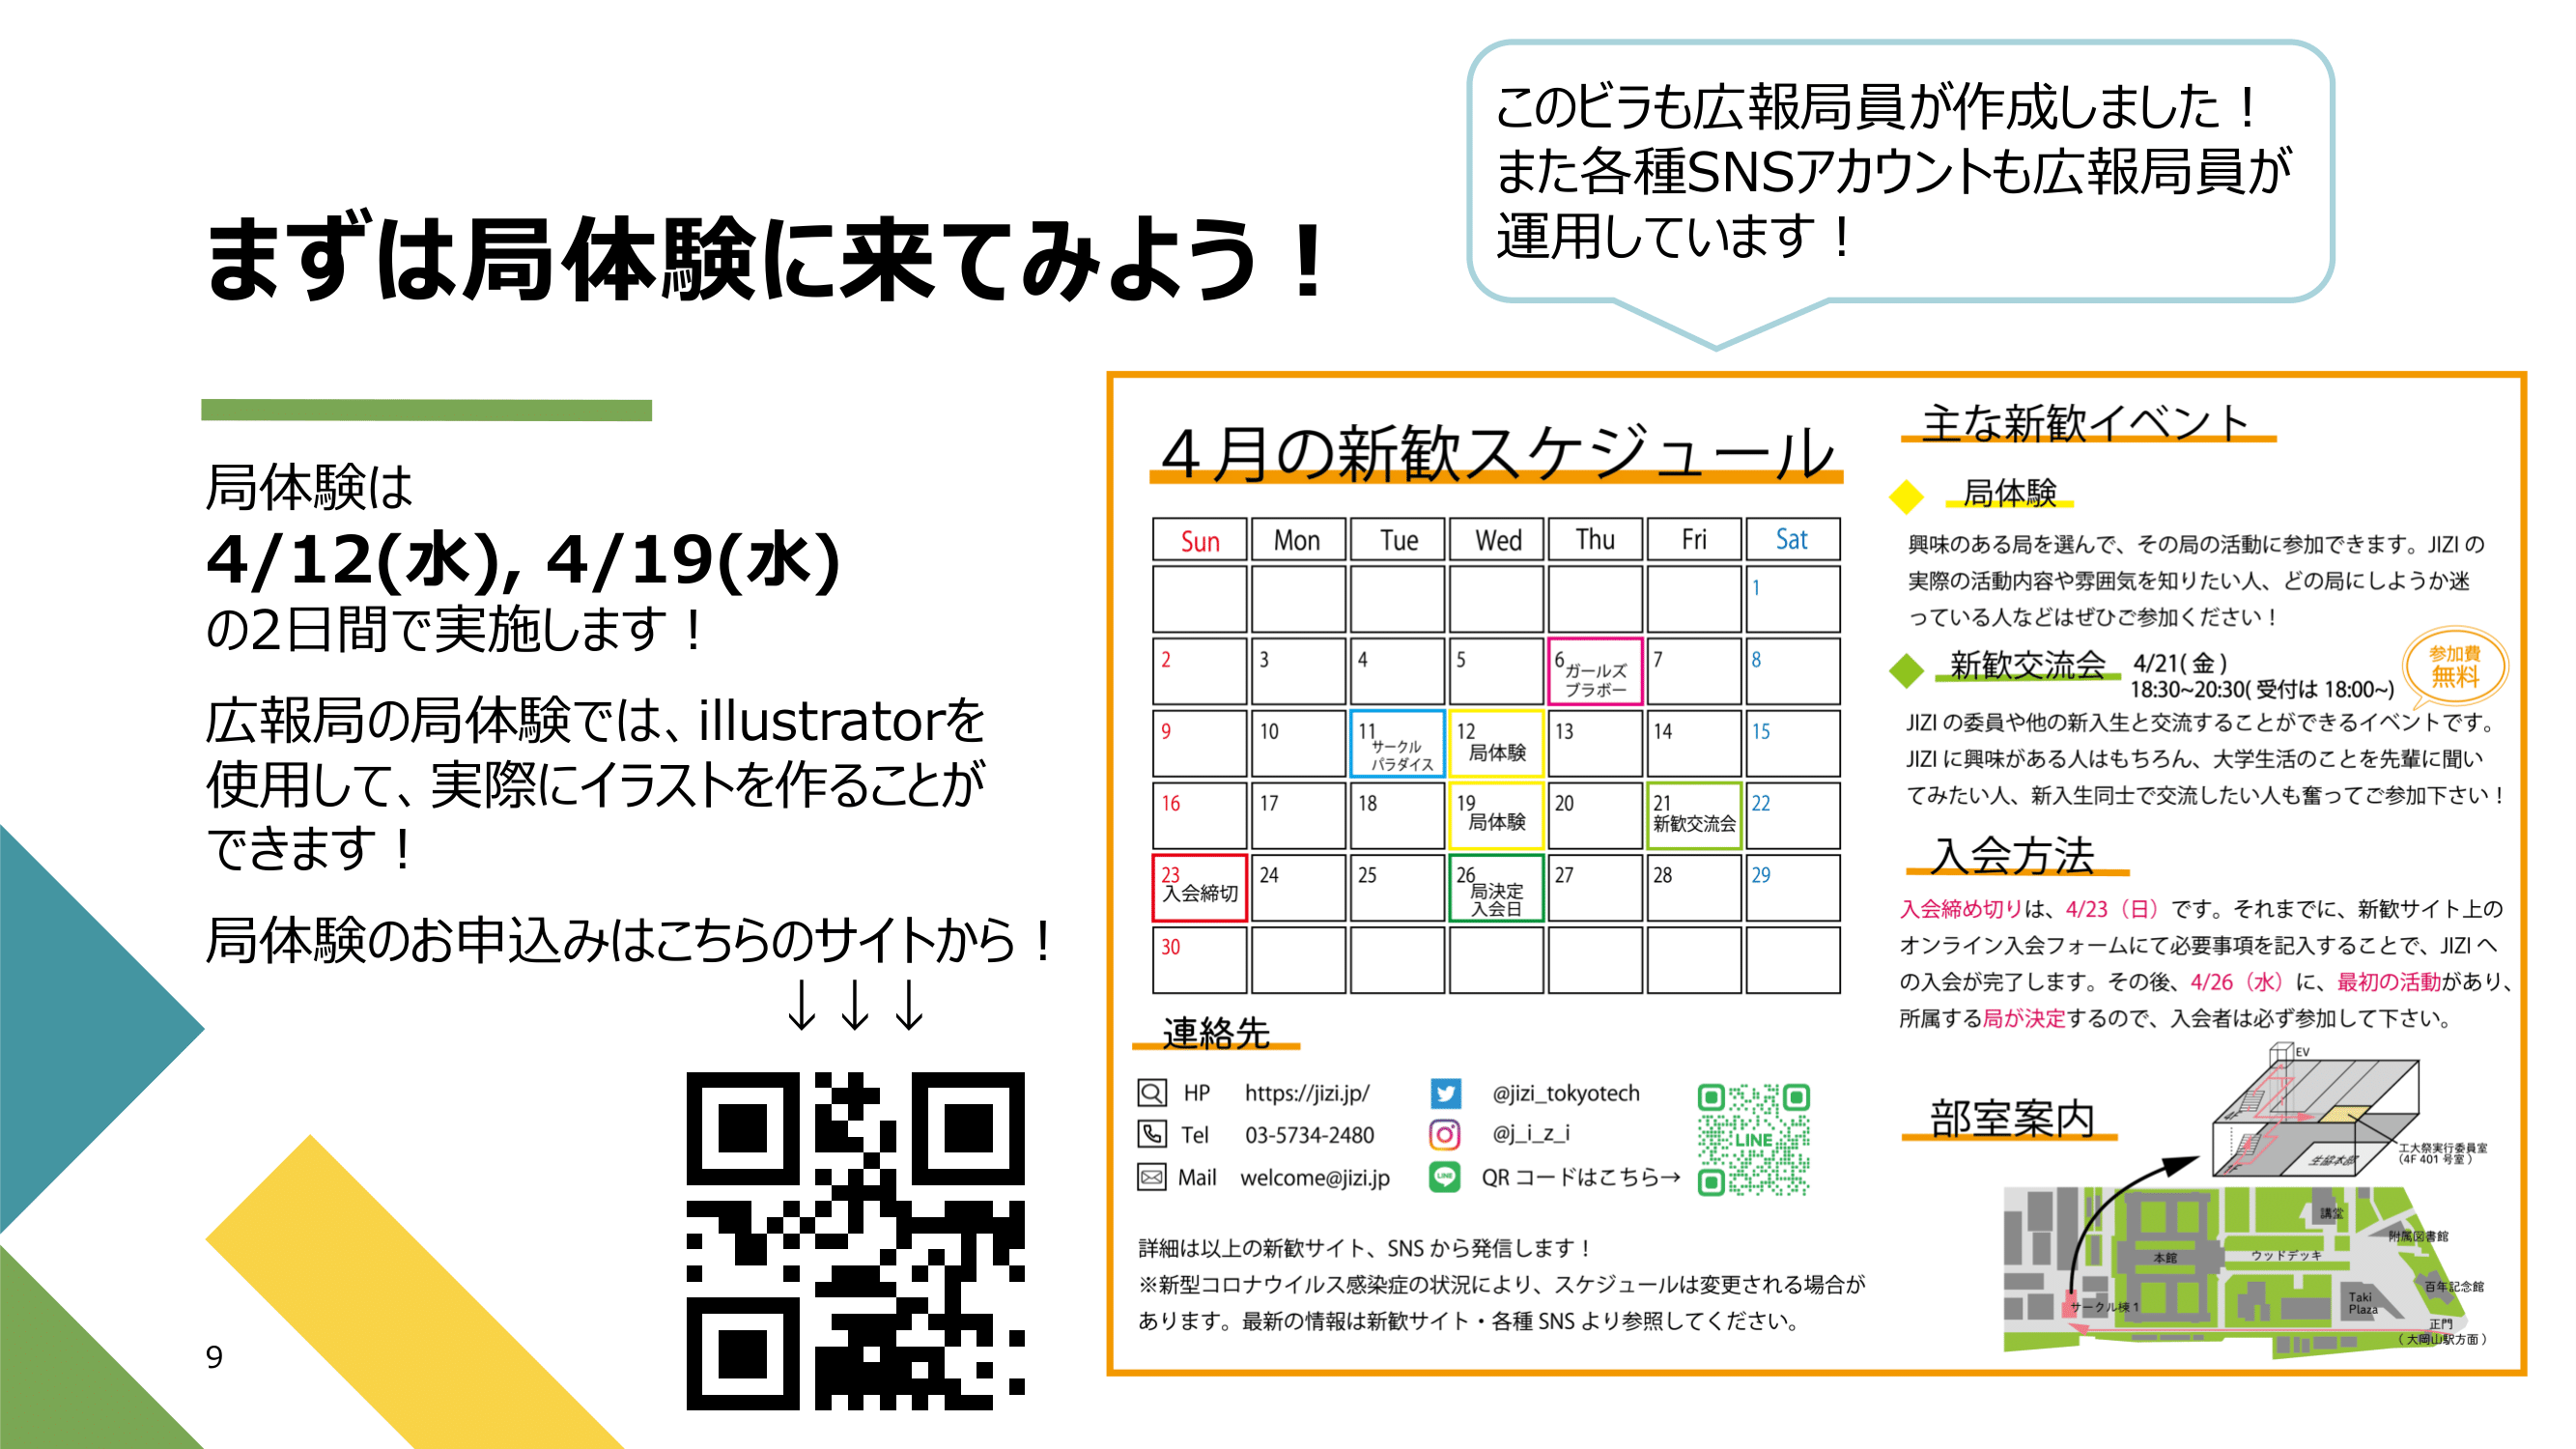 このビラも広報局員が作成しました！
また各種SNSアカウントも広報局員が
運用しています！
まずは局体験に来てみよう！
局体験は
4/12(水), 4/19(水)
の2日間で実施します！
広報局の局体験では、illustratorを
使用して、実際にイラストを作ることが
できます！
局体験のお申込みはこちらのサイトから！
↓↓↓
9
４月の新歓スケジュール
Sun Mon Tue Wed Thu Fri Sat
1
2 3 4 5 6 ガールズ 7 8
ブラボー
9 10 11 サークル 12 局体験 13 14 15
パラダイス
16 17 18 19 局体験 20 21 新歓交流会 22
23 入会締切 24 25 26 局決定 27 28 29
入会日
30
連絡先
HP https://jizi.jp/ @jizi_tokyotech
Tel 03-5734-2480 @j_i_z_i
Mail welcome@jizi.jp LINE QR コードはこちら→ LINE
詳細は以上の新歓サイト、SNS から発信します！
※新型コロナウイルス感染症の状況により、スケジュールは変更される場合が
あります。最新の情報は新歓サイト・各種 SNS より参照してください。
主な新歓イベント
局体験
興味のある局を選んで、その局の活動に参加できます。JIZI の
実際の活動内容や雰囲気を知りたい人、どの局にしようか迷
っている人などはぜひご参加ください！
新歓交流会 4/21( 金 )
18:30~20:30( 受付は 18:00~)
参加費
無料
JIZI の委員や他の新入生と交流することができるイベントです。
JIZI に興味がある人はもちろん、大学生活のことを先輩に聞い
てみたい人、新入生同士で交流したい人も奮ってご参加下さい！
入会方法
入会締め切りは、4/23（日）です。それまでに、新歓サイト上の
オンライン入会フォームにて必要事項を記入することで、JIZI へ
の入会が完了します。その後、4/26（水）に、最初の活動があり、
所属する局が決定するので、入会者は必ず参加して下さい。
部室案内
EV
工大祭実行委員室
（4F 401 号室）
生協本部
講堂
附属図書館
本館
ウッドデッキ
百年記念館
サークル棟 1
Taki
Plaza
正門
（大岡山駅方面）